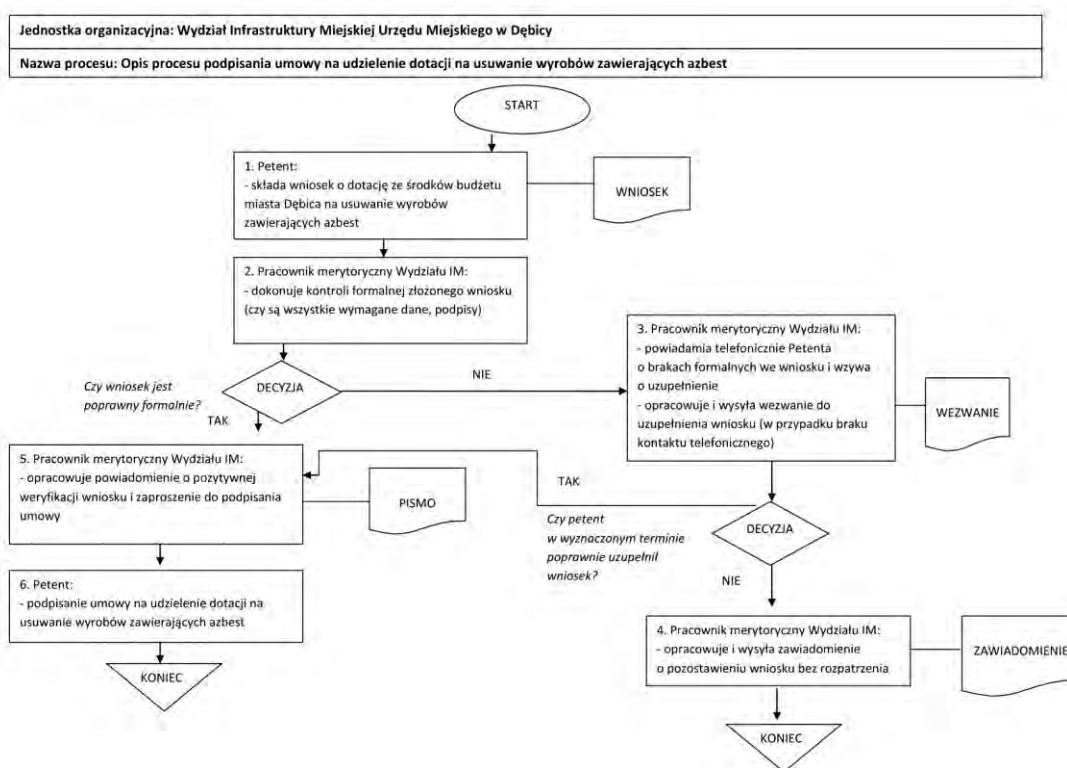 Jednostka organizacyjna: Wydział Infrastruktury Miejskiej Urzędu Miejskiego w Dębicy
Nazwa procesu: Opis procesu podpisania umowy na udzielenie dotacji na usuwanie wyrobów zawierających azbest
START
1. Petent:
- składa wniosek o dotację ze środków budżetu
miasta Dębica na usuwanie wyrobów
zawierających azbest
WNIOSEK
2. Pracownik merytoryczny Wydziału IM:
- dokonuje kontroli formalnej złożonego wniosku
(czy są wszystkie wymagane dane, podpisy)
Czy wniosek jest
poprawny formalnie?
DECYZJA
NIE
TAK
3. Pracownik merytoryczny Wydziału IM:
- powiadamia telefonicznie Petenta
o brakach formalnych we wniosku i wzywa
o uzupełnienie
- opracowuje i wysyła wezwanie do
uzupełnienia wniosku (w przypadku braku
kontaktu telefonicznego)
WEZWANIE
5. Pracownik merytoryczny Wydziału IM:
- opracowuje powiadomienie o pozytywnej
weryfikacji wniosku i zaproszenie do podpisania
umowy
PISMO
TAK
Czy petent
w wyznaczonym terminie
poprawnie uzupełnił
wniosek?
DECYZJA
NIE
6. Petent:
- podpisanie umowy na udzielenie dotacji na
usuwanie wyrobów zawierających azbest
KONIEC
4. Pracownik merytoryczny Wydziału IM:
- opracowuje i wysyła zawiadomienie
o pozostawieniu wniosku bez rozpatrzenia
ZAWIADOMIENIE
KONIEC